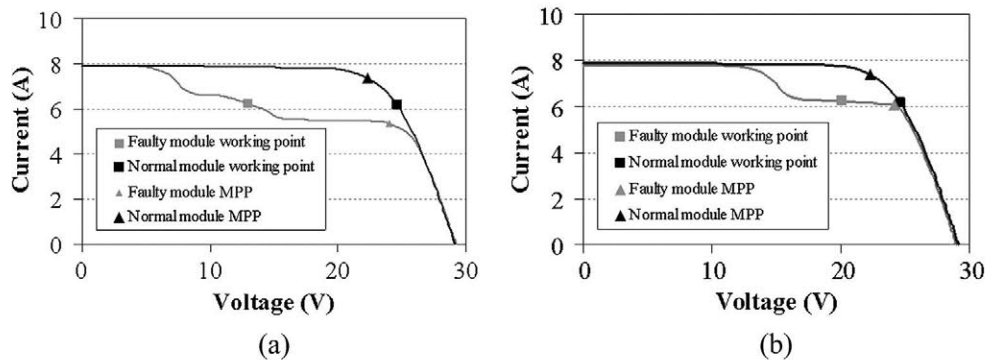 10
8
6
4
2
0
Current (A)
Faulty module working point
Normal module working point
Faulty module MPP
Normal module MPP
0
10
20
30
Voltage (V)
(a)
10
8
6
4
2
0
Current (A)
Faulty module working point
Normal module working point
Faulty module MPP
Normal module MPP
0
10
20
30
Voltage (V)
(b)